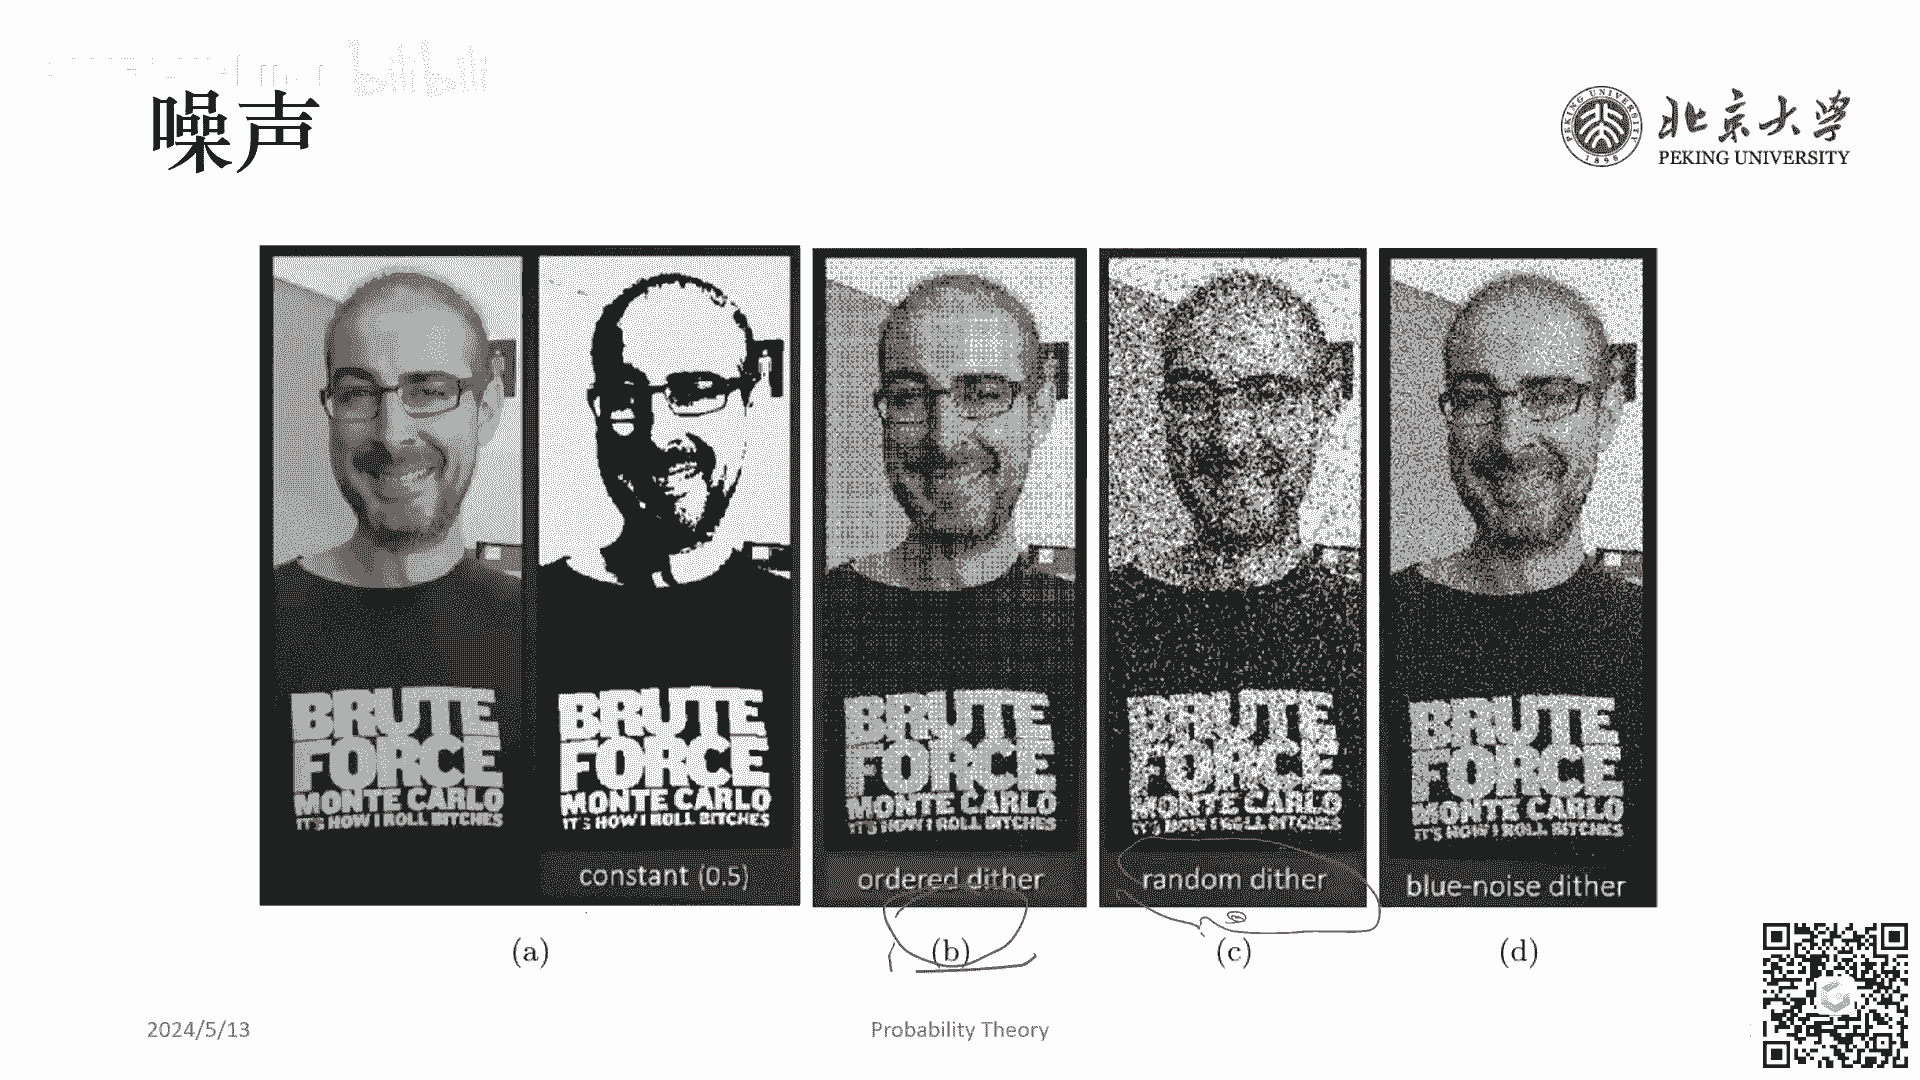 bilibili
噪声
PEKING UNIVERSITY
1898
北京大学
PEKING UNIVERSITY
BRUTE
FORCE
MONTE CARLO
IT'S HOW I ROLL BITCHES
BRUTE
FORCE
MONTE CARLO
IT'S HOW I ROLL BITCHES
constant (0.5)
BRUTE
FORCE
MONTE CARLO
IT'S HOW I ROLL BITCHES
ordered dither
BRUTE
FORCE
MONTE CARLO
IT'S HOW I ROLL BITCHES
random dither
BRUTE
FORCE
MONTE CARLO
IT'S HOW I ROLL BITCHES
blue-noise dither
(a)
(b)
(c)
(d)
2024/5/13
Probability Theory